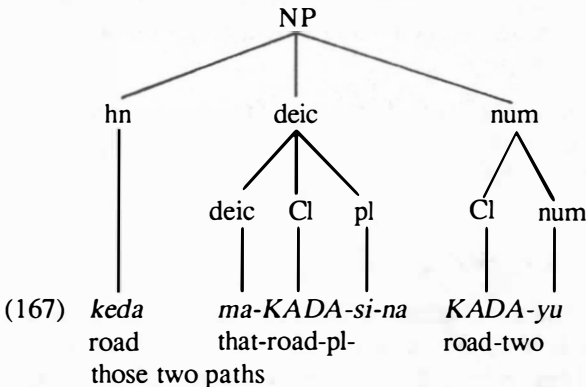 NP
hn deic num
deic Cl pl Cl num
(167) keda ma-KADA-si-na KADA-yu
road that-road-pl- road-two
those two paths